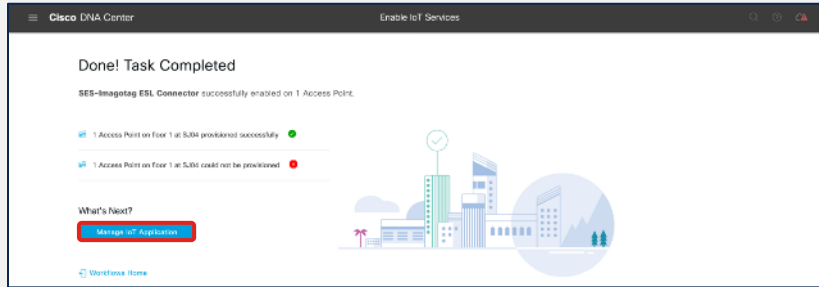 Cisco DNA Center
Enable IoT Services
Done! Task Completed
SES-Imagotag ESL Connector successfully enabled on 1 Access Point.
1 Access Point on floor 1 at SJ04 provisioned successfully
1 Access Point on floor 1 at SJ04 could not be provisioned
What's Next?
Manage IoT Application
Workflows Home